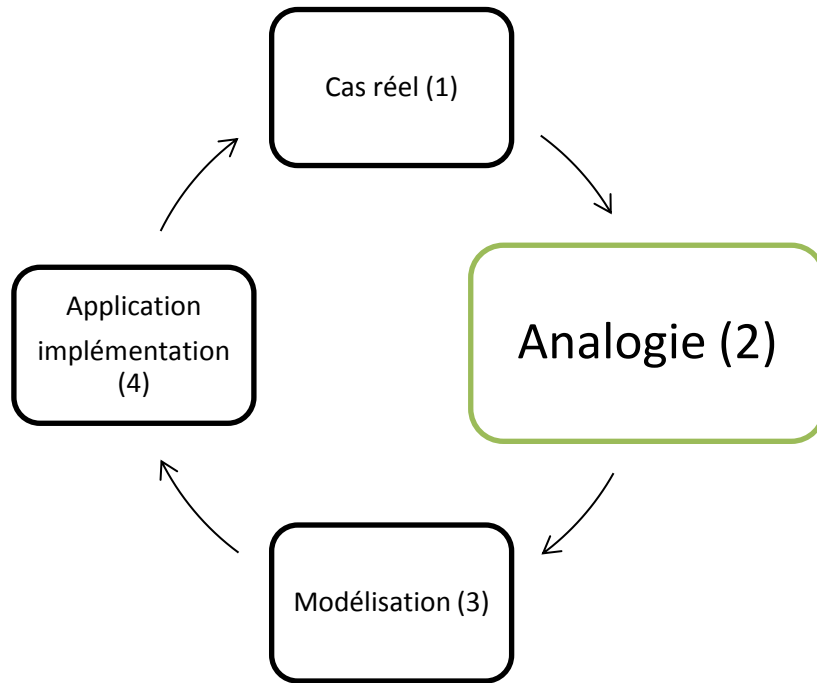 Cas réel (1)
Analogie (2)
Modélisation (3)
Application
implémentation
(4)